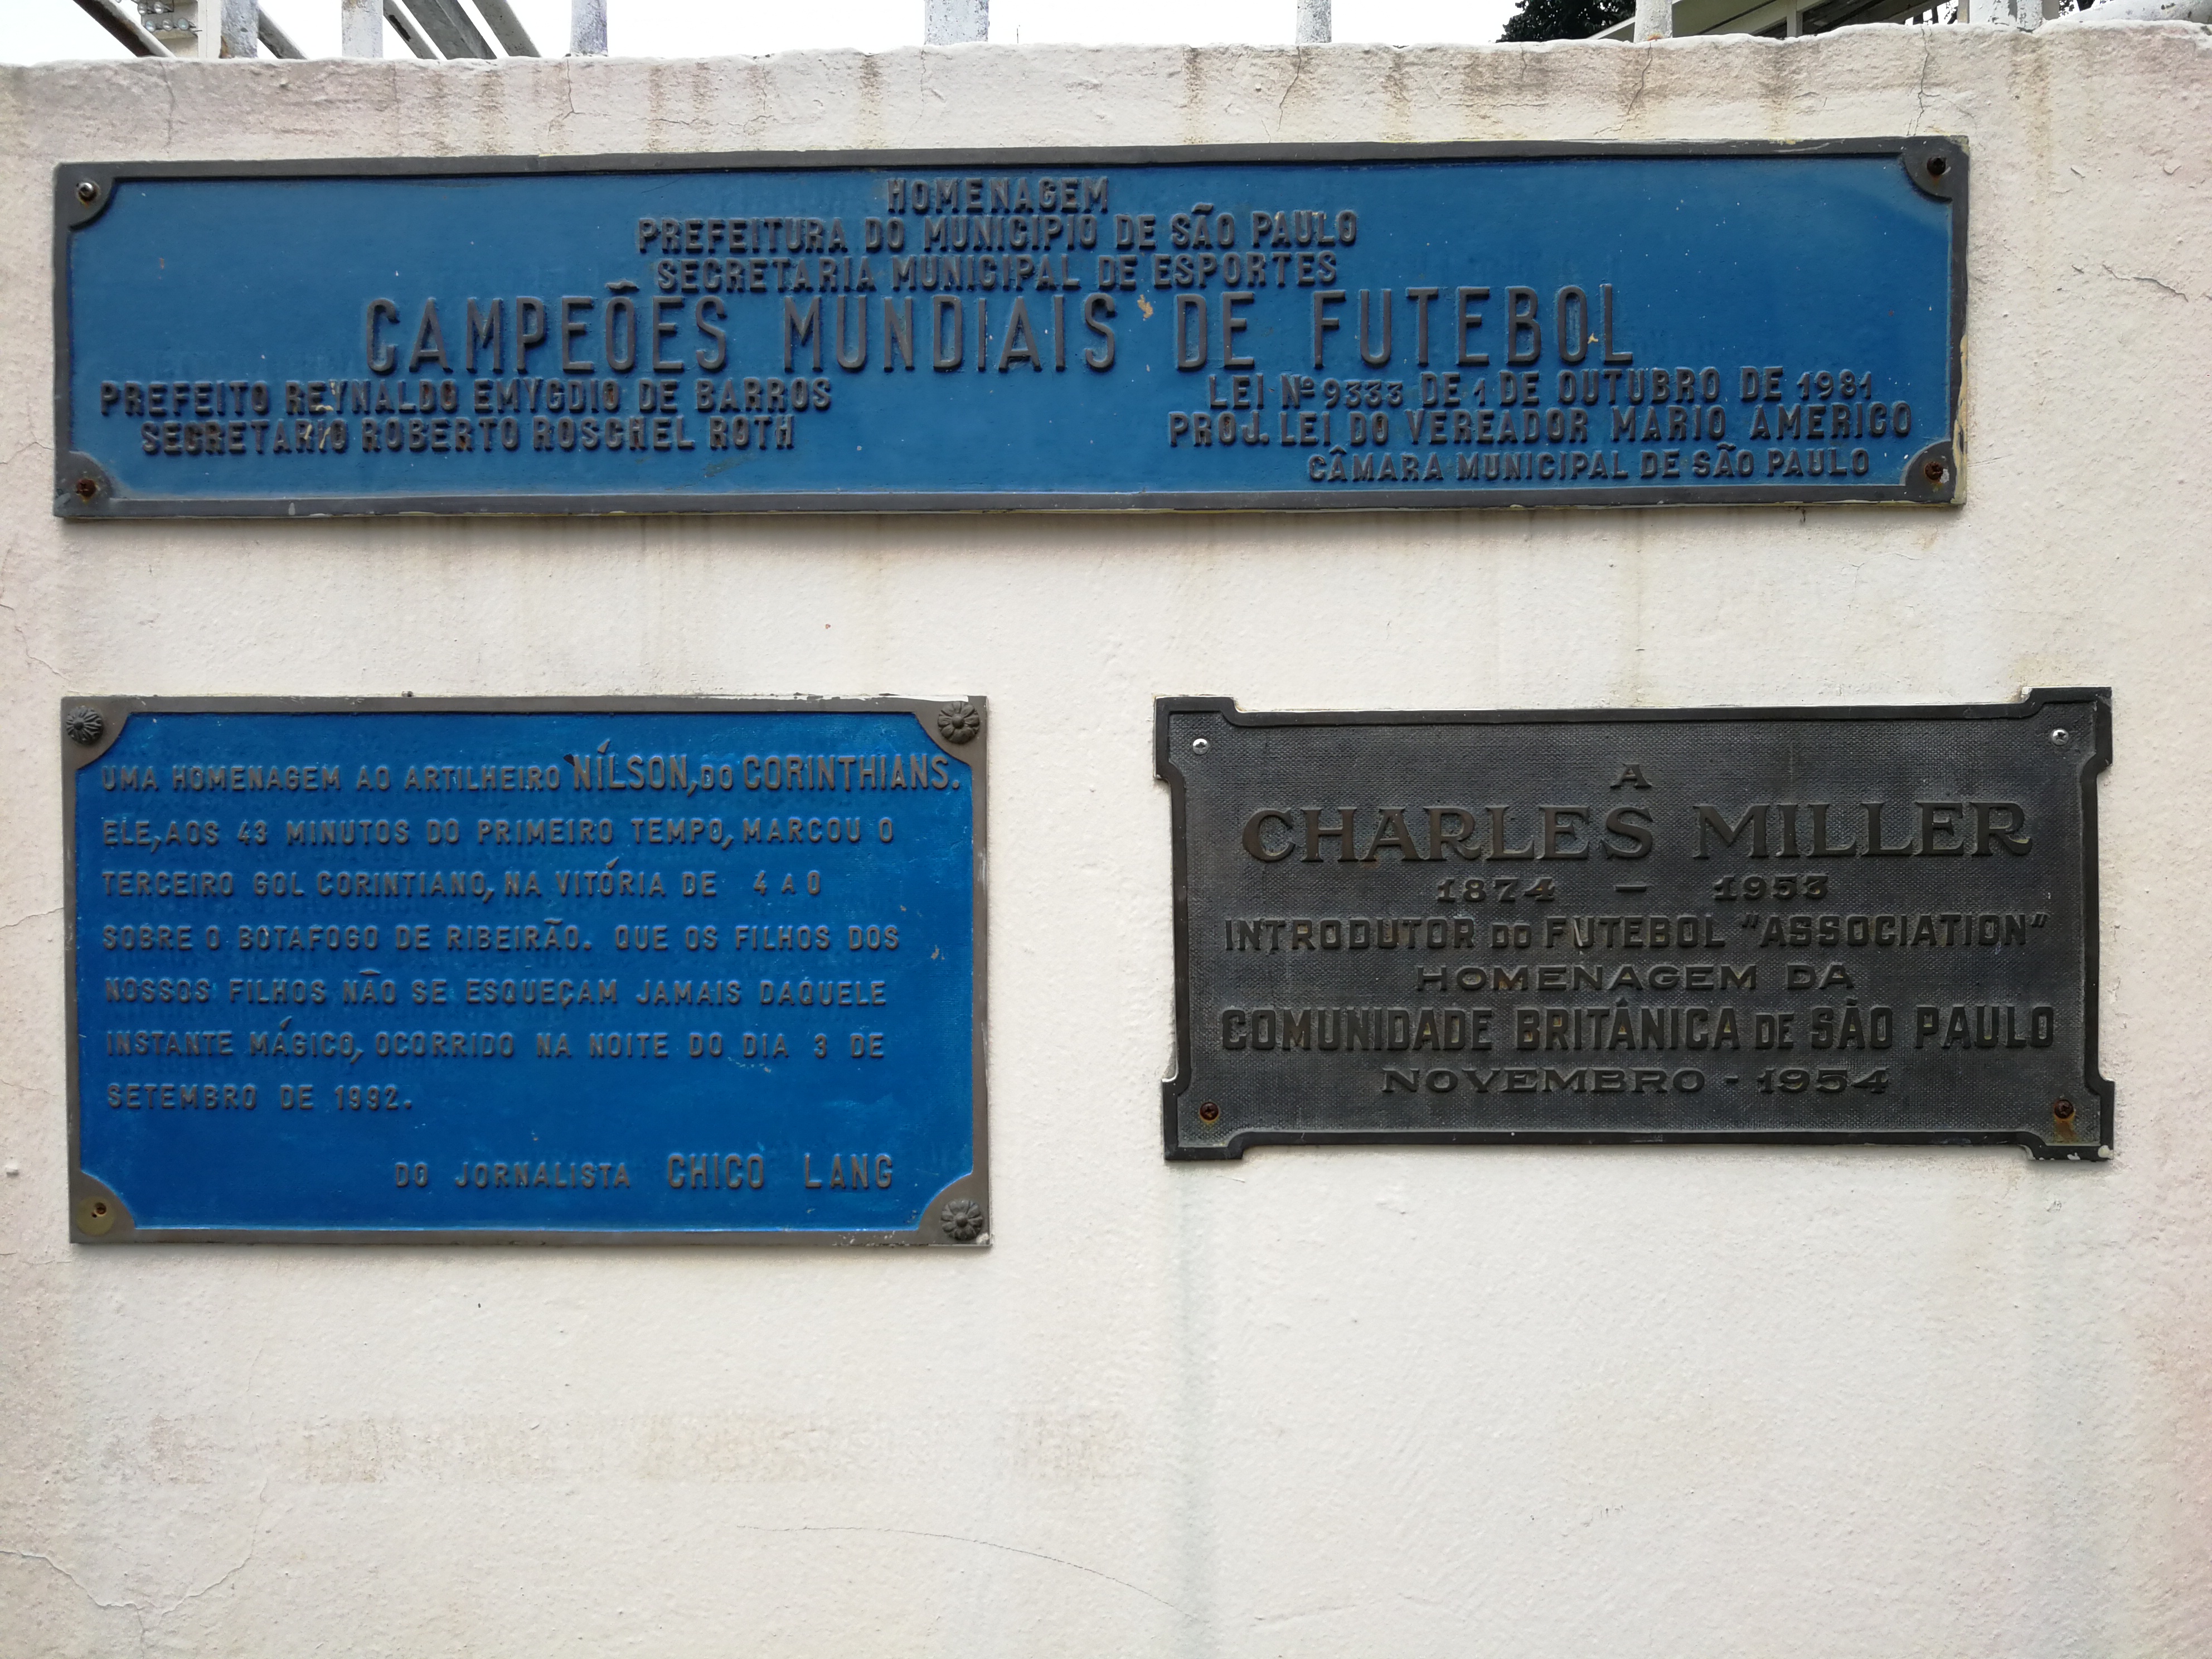 HOMENAGEM
PREFEITURA DO MUNICIPIO DE SÃO PAULO
SECRETARIA MUNICIPAL DE ESPORTES
CAMPEÕES MUNDIAIS DE FUTEBOL
PREFEITO REYNALDO EMYGDIO DE BARROS
SECRETARIO ROBERTO ROSCHEL ROTH
LEI Nº 9333 DE 1 DE OUTUBRO DE 1981
PROJ. LEI DO VEREADOR MARIO AMERICO
CÂMARA MUNICIPAL DE SÃO PAULO
UMA HOMENAGEM AO ARTILHEIRO NÍLSON, DO CORINTHIANS.
ELE, AOS 43 MINUTOS DO PRIMEIRO TEMPO, MARCOU O
TERCEIRO GOL CORINTIANO, NA VITÓRIA DE 4 A 0
SOBRE O BOTAFOGO DE RIBEIRÃO. QUE OS FILHOS DOS
NOSSOS FILHOS NÃO SE ESQUEÇAM JAMAIS DAQUELE
INSTANTE MÁGICO, OCORRIDO NA NOITE DO DIA 3 DE
SETEMBRO DE 1992.
DO JORNALISTA CHICO LANG
A
CHARLES MILLER
1874 – 1953
INTRODUTOR DO FUTEBOL "ASSOCIATION"
HOMENAGEM DA
COMUNIDADE BRITÂNICA DE SÃO PAULO
NOVEMBRO - 1954